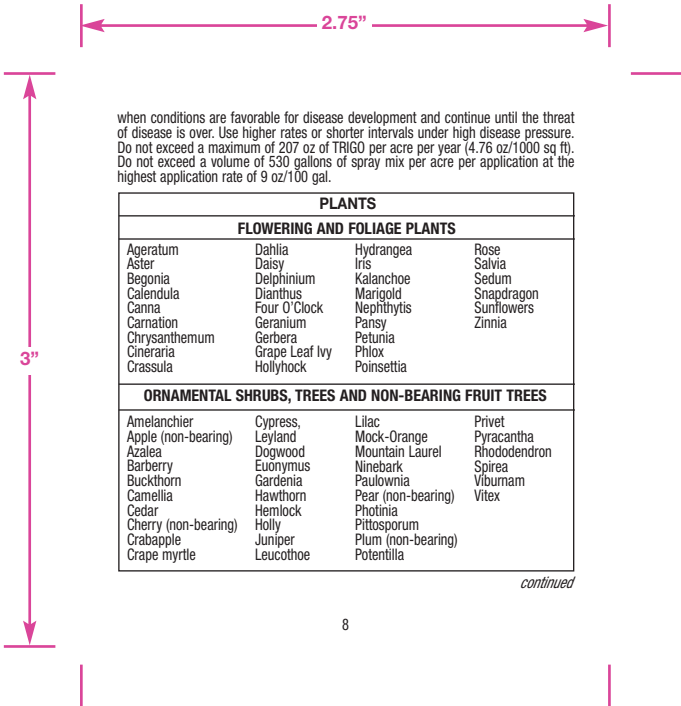 2.75”
3”
when conditions are favorable for disease development and continue until the threat
of disease is over. Use higher rates or shorter intervals under high disease pressure.
Do not exceed a maximum of 207 oz of TRIGO per acre per year (4.76 oz/1000 sq ft).
Do not exceed a volume of 530 gallons of spray mix per acre per application at the
highest application rate of 9 oz/100 gal.
PLANTS
FLOWERING AND FOLIAGE PLANTS
Ageratum
Aster
Begonia
Calendula
Canna
Carnation
Chrysanthemum
Cineraria
Crassula
Dahlia
Daisy
Delphinium
Dianthus
Four O’Clock
Geranium
Gerbera
Grape Leaf Ivy
Hollyhock
Hydrangea
Iris
Kalanchoe
Marigold
Nephthytis
Pansy
Petunia
Phlox
Poinsettia
Rose
Salvia
Sedum
Snapdragon
Sunflowers
Zinnia
ORNAMENTAL SHRUBS, TREES AND NON-BEARING FRUIT TREES
Amelanchier
Apple (non-bearing)
Azalea
Barberry
Buckthorn
Camellia
Cedar
Cherry (non-bearing)
Crabapple
Crape myrtle
Cypress,
Leyland
Dogwood
Euonymus
Gardenia
Hawthorn
Hemlock
Holly
Juniper
Leucothoe
Lilac
Mock-Orange
Mountain Laurel
Ninebark
Paulownia
Pear (non-bearing)
Photinia
Pittosporum
Plum (non-bearing)
Potentilla
Privet
Pyracantha
Rhododendron
Spirea
Viburnam
Vitex
continued
8